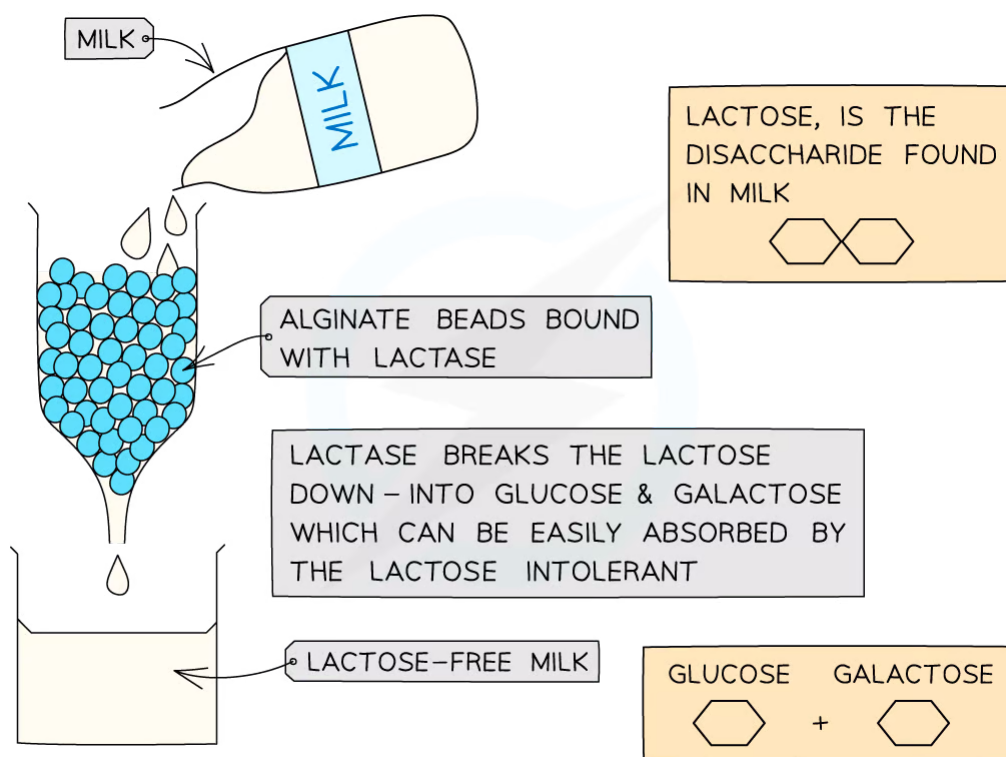 MILK
MILK
LACTOSE, IS THE
DISACCHARIDE FOUND
IN MILK
ALGINATE BEADS BOUND
WITH LACTASE
LACTASE BREAKS THE LACTOSE
DOWN – INTO GLUCOSE & GALACTOSE
WHICH CAN BE EASILY ABSORBED BY
THE LACTOSE INTOLERANT
LACTOSE–FREE MILK
GLUCOSE GALACTOSE
+